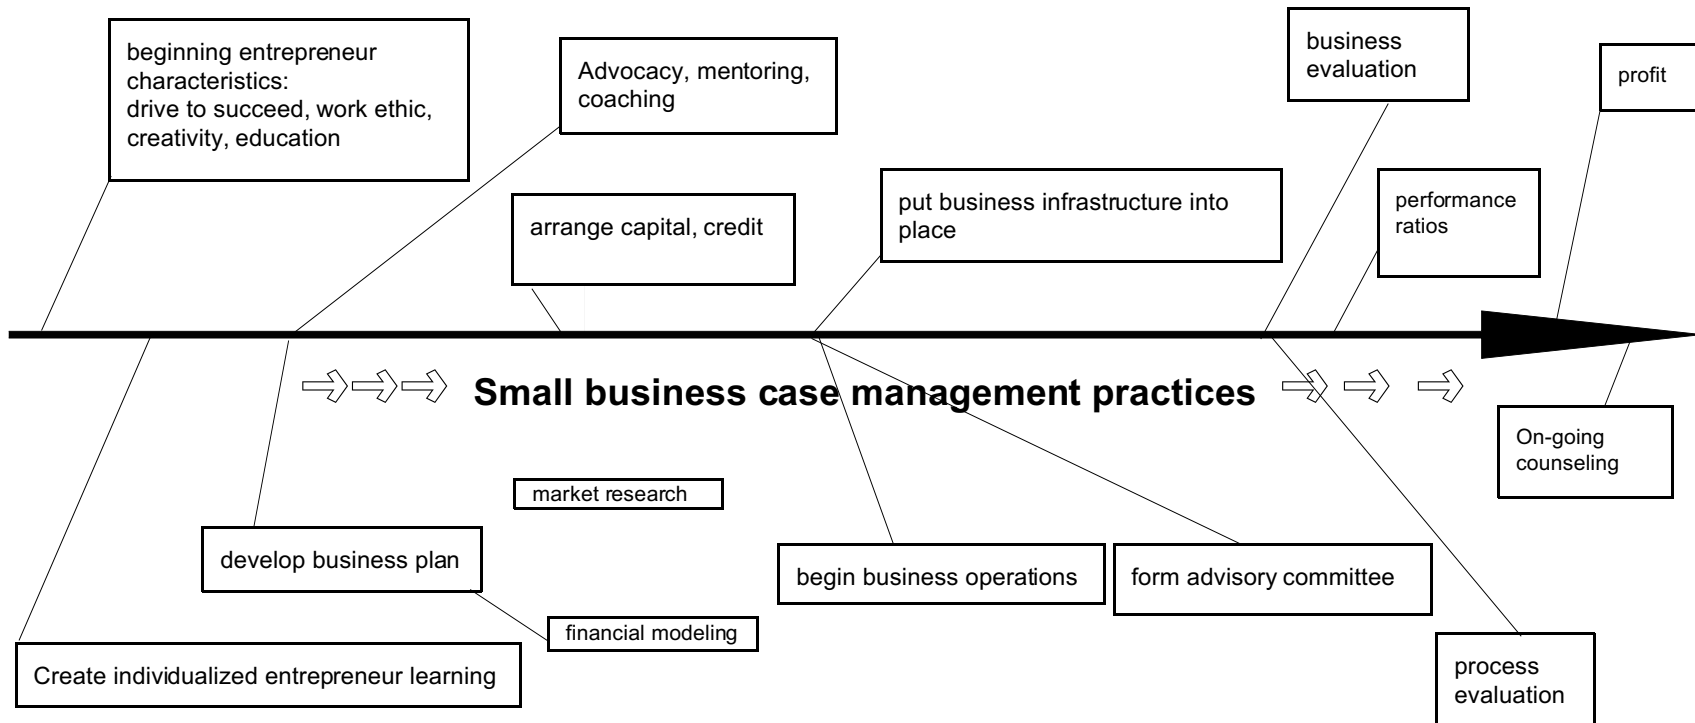 beginning entrepreneur
characteristics:
drive to succeed, work ethic,
creativity, education
Advocacy, mentoring,
coaching
business
evaluation
profit
arrange capital, credit
put business infrastructure into
place
performance
ratios
Small business case management practices
On-going
counseling
market research
develop business plan
begin business operations
form advisory committee
financial modeling
Create individualized entrepreneur learning
process
evaluation